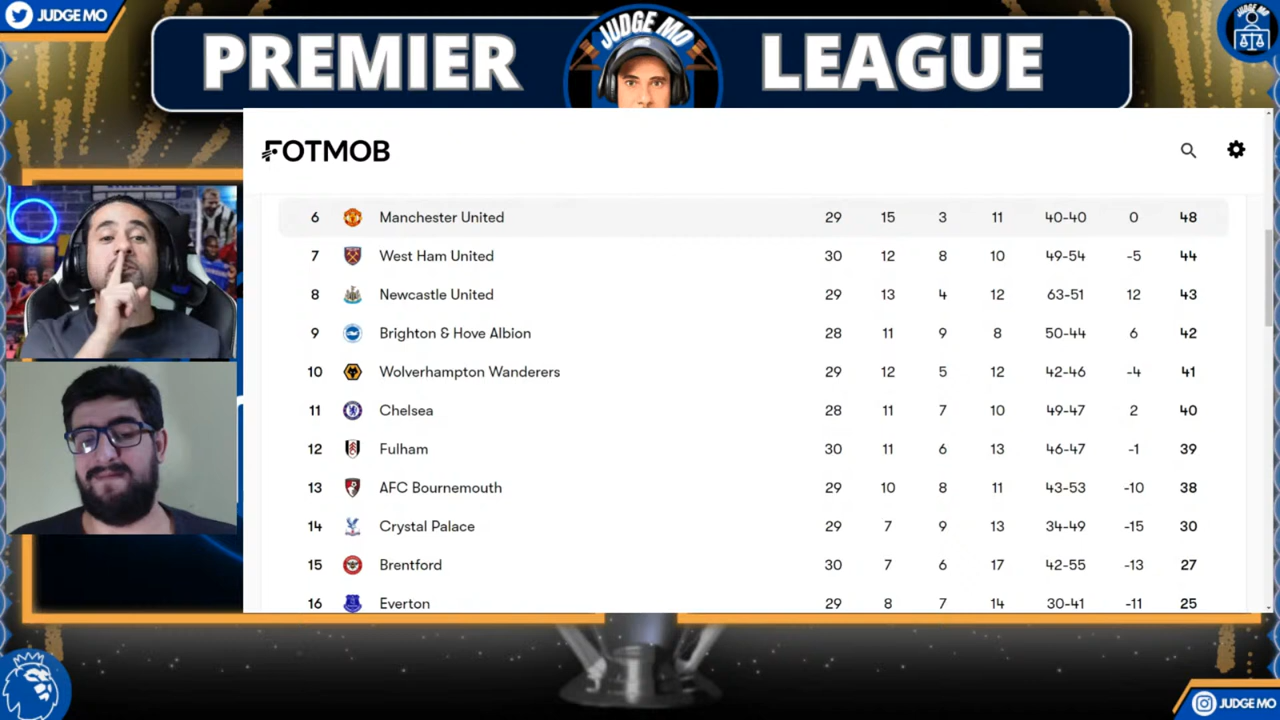 JUDGE MO
PREMIER
JUDGE MO
LEAGUE
JUDGE MO
FOTMOB
6 Manchester United 29 15 3 11 40-40 0 48
7 West Ham United 30 12 8 10 49-54 -5 44
8 Newcastle United 29 13 4 12 63-51 12 43
9 Brighton & Hove Albion 28 11 9 8 50-44 6 42
10 Wolverhampton Wanderers 29 12 5 12 42-46 -4 41
11 Chelsea 28 11 7 10 49-47 2 40
12 Fulham 30 11 6 13 46-47 -1 39
13 AFC Bournemouth 29 10 8 11 43-53 -10 38
14 Crystal Palace 29 7 9 13 34-49 -15 30
15 Brentford 30 7 6 17 42-55 -13 27
16 Everton 29 8 7 14 30-41 -11 25
JUDGE MO